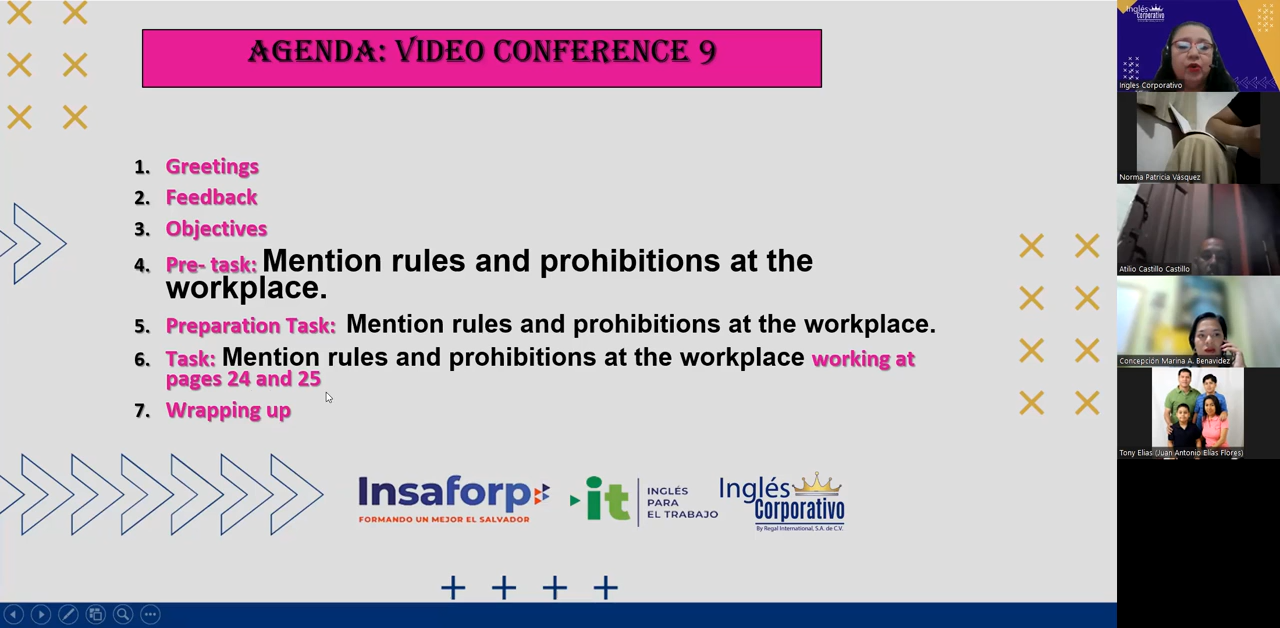 AGENDA: VIDEO CONFERENCE 9
1. Greetings
2. Feedback
3. Objectives
4. Pre- task: Mention rules and prohibitions at the
workplace.
5. Preparation Task: Mention rules and prohibitions at the workplace.
6. Task: Mention rules and prohibitions at the workplace working at
pages 24 and 25
7. Wrapping up
Insaforp
FORMANDO UN MEJOR EL SALVADOR
it
INGLÉS
PARA
EL TRABAJO
Inglés
Corporativo
By Regal International, S.A. de C.V.
Inglés
Corporativo
Ingles Corporativo
Norma Patricia Vásquez
Atilio Castillo Castillo
Concepción Marina A. Benavidez
Tony Elias (Juan Antonio Elías Flores)